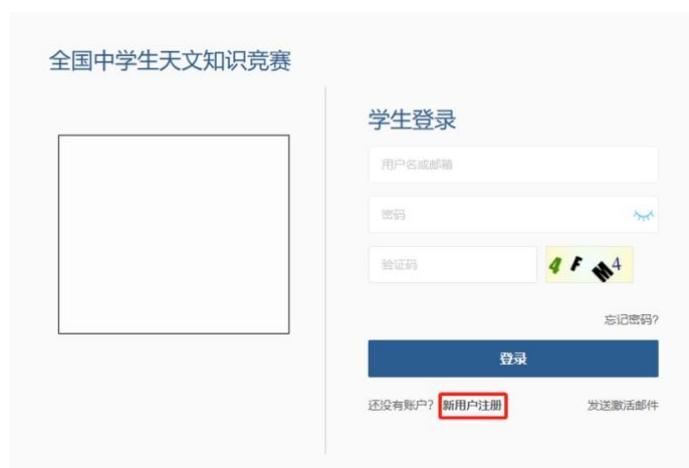 全国中学生天文知识竞赛
学生登录
用户名或邮箱
密码
验证码
4FM4
忘记密码?
登录
还没有账户? 新用户注册 发送激活邮件